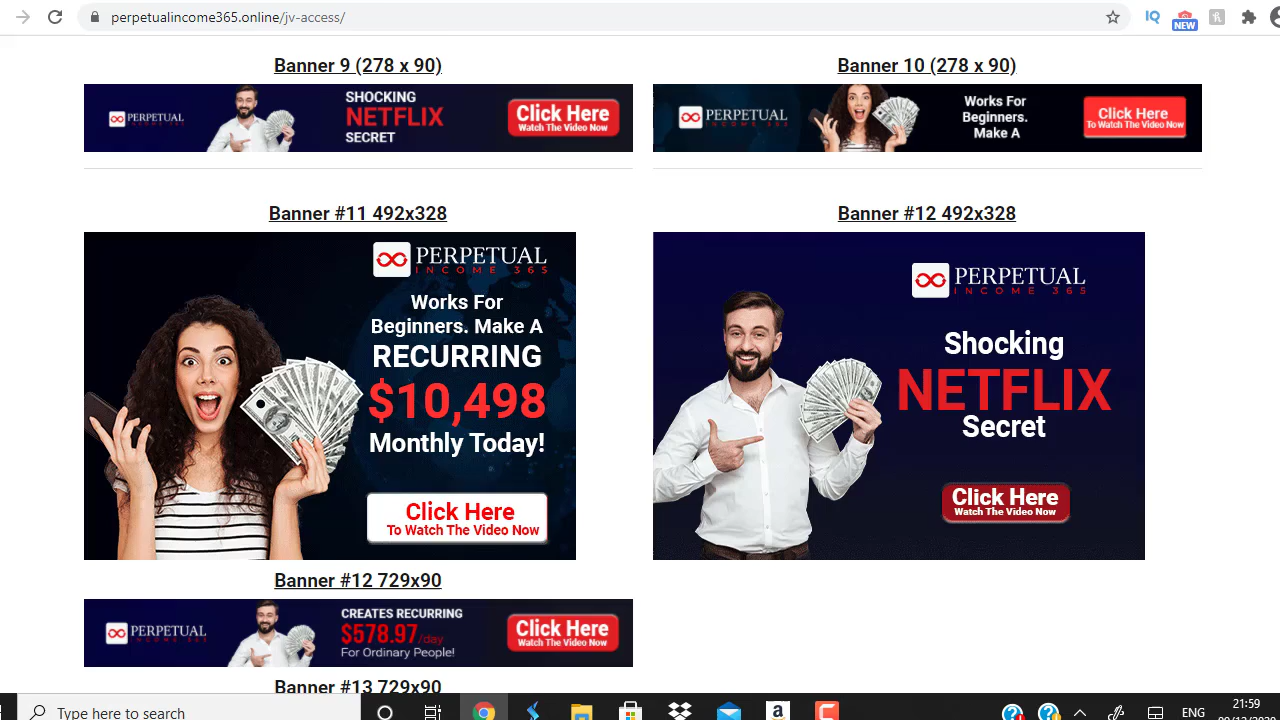 perpetualincome365.online/jv-access/
IQ
NEW
Banner 9 (278 x 90)
Banner 10 (278 x 90)
PERPETUAL
SHOCKING
NETFLIX
SECRET
Click Here
Watch The Video Now
PERPETUAL
INCOME 365
Works For
Beginners.
Make A
Click Here
To Watch The Video Now
Banner #11 492x328
Banner #12 492x328
PERPETUAL
INCOME 365
Works For
Beginners. Make A
RECURRING
$10,498
Monthly Today!
Click Here
To Watch The Video Now
PERPETUAL
INCOME 365
Shocking
NETFLIX
Secret
Click Here
Watch The Video Now
Banner #12 729x90
PERPETUAL
INCOME 365
CREATES RECURRING
$578.97/day
For Ordinary People!
Click Here
Watch The Video Now
Banner #13 729x90
Type here to search
ENG
21:59